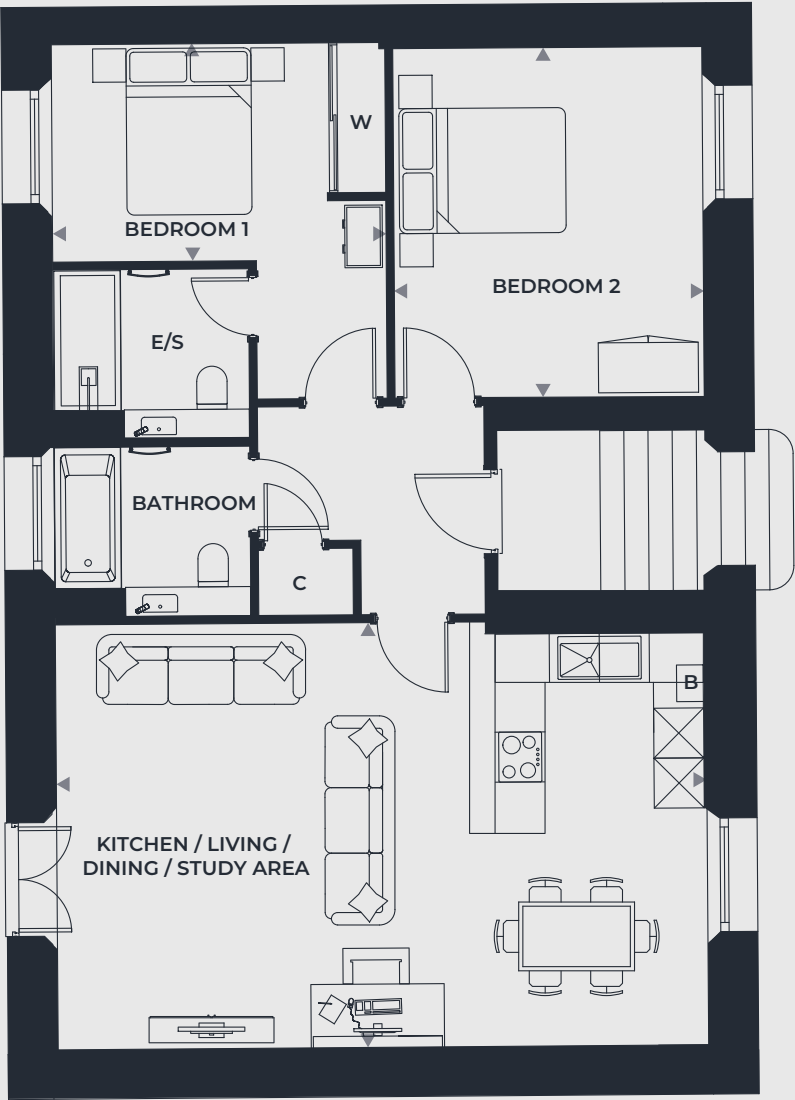 W
BEDROOM 1
BEDROOM 2
E/S
BATHROOM
C
B
KITCHEN / LIVING /
DINING / STUDY AREA